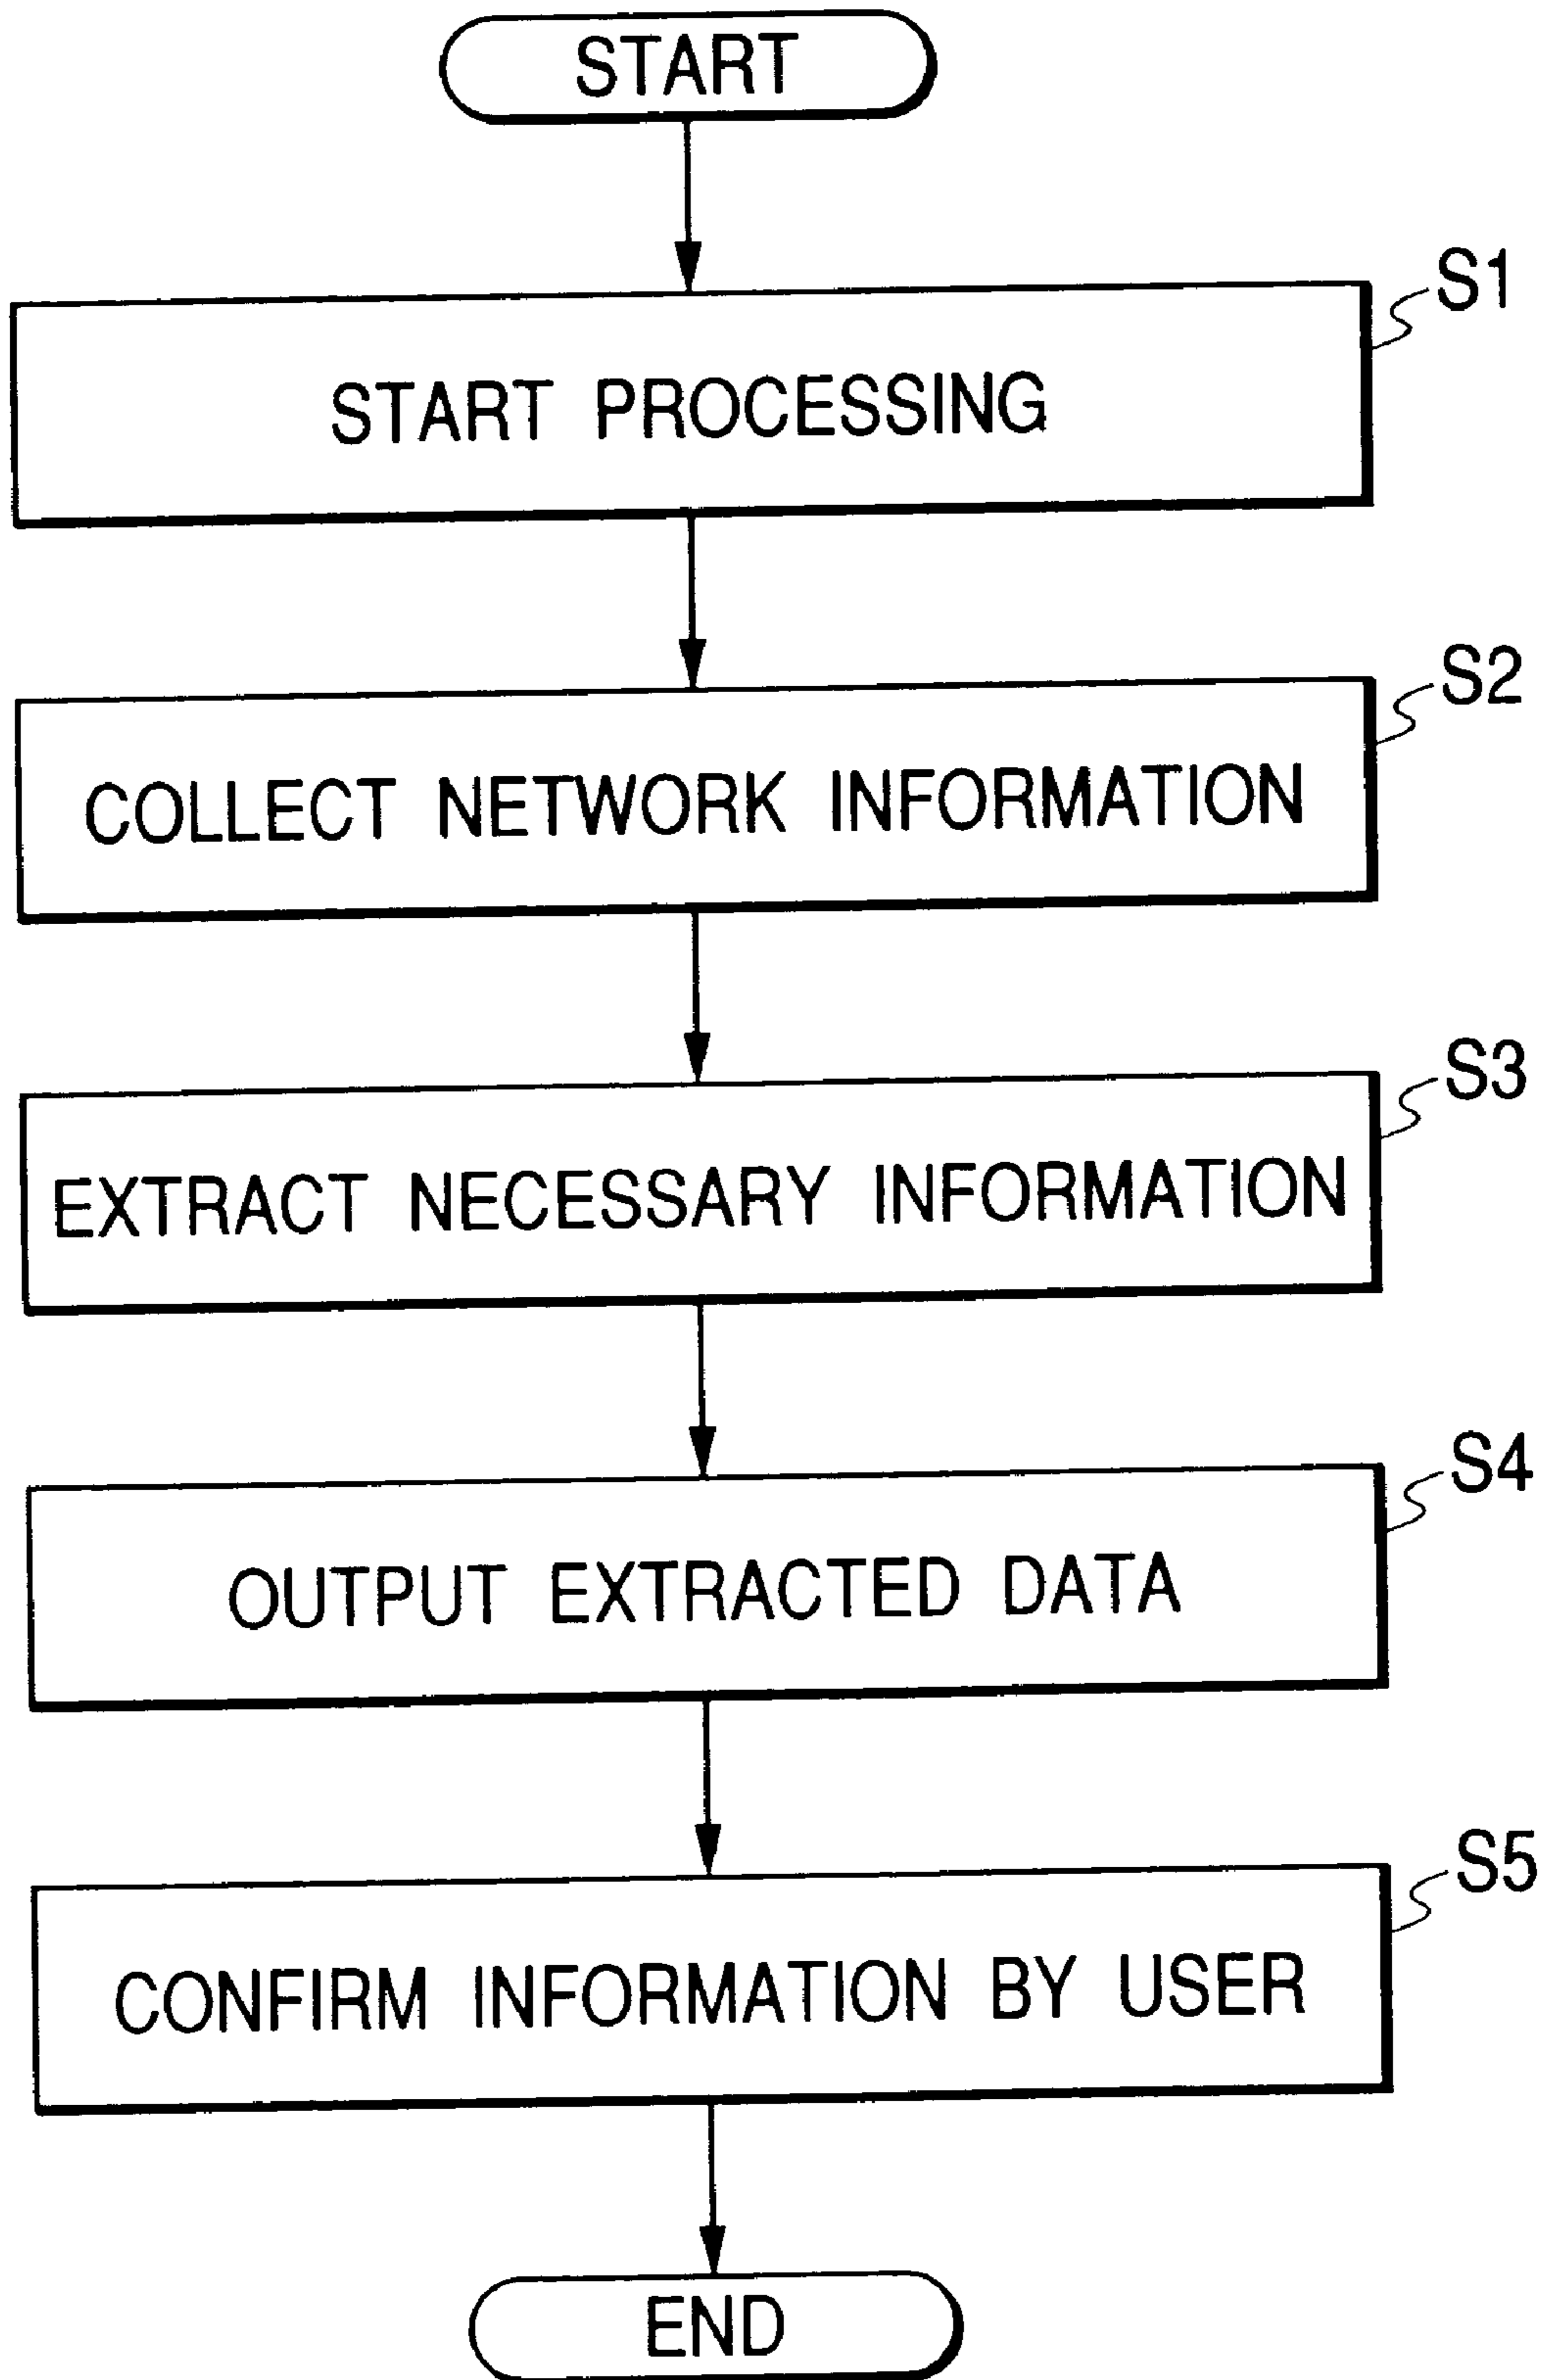 START
S1
START PROCESSING
S2
COLLECT NETWORK INFORMATION
S3
EXTRACT NECESSARY INFORMATION
S4
OUTPUT EXTRACTED DATA
S5
CONFIRM INFORMATION BY USER
END